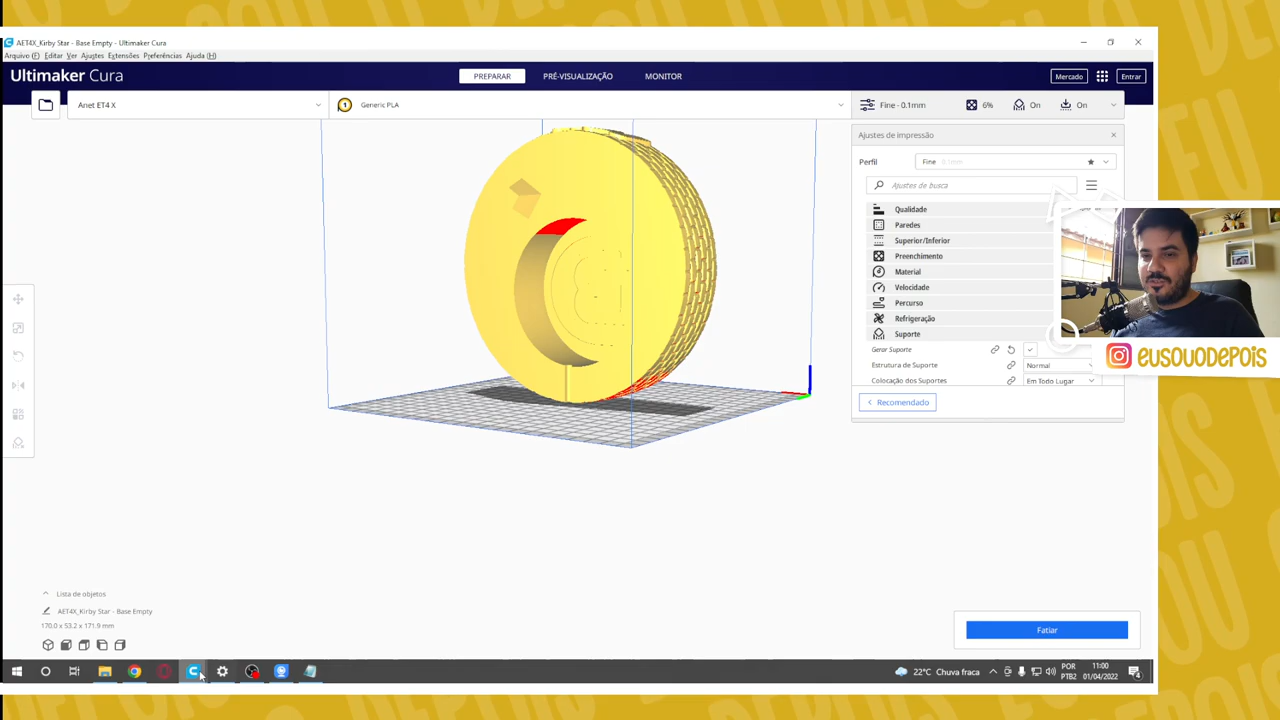 AET4X_Kirby Star - Base Empty - Ultimaker Cura
Arquivo (F) Editar Ver Ajustes Extensões Preferências Ajuda (H)
Ultimaker Cura
PREPARAR
PRÉ-VISUALIZAÇÃO
MONITOR
Mercado
Entrar
Anet ET4 X
1
Generic PLA
Fine - 0.1mm
6%
On
On
Ajustes de impressão
Perfil
Fine 0.1mm
Ajustes de busca
Qualidade
Paredes
Superior/Inferior
Preenchimento
Material
Velocidade
Percurso
Refrigeração
Suporte
Gerar Suporte
Estrutura de Suporte
Normal
Colocação dos Suportes
Em Todo Lugar
Recomendado
EUSOUODEPOIS
Lista de objetos
AET4X_Kirby Star - Base Empty
170.0 x 53.2 x 171.9 mm
Fatiar
22°C Chuva fraca
POR
PTB2
11:00
01/04/2022
4